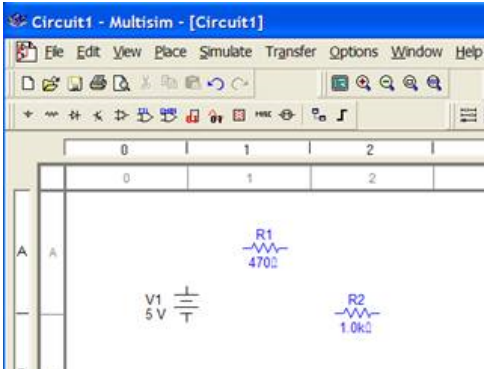 Circuit1 - Multisim - [Circuit1]
File Edit View Place Simulate Transfer Options Window Help
MISC
0 1 2
0 1 2
A A
R1
470Ω
V1
5 V
R2
1.0kΩ